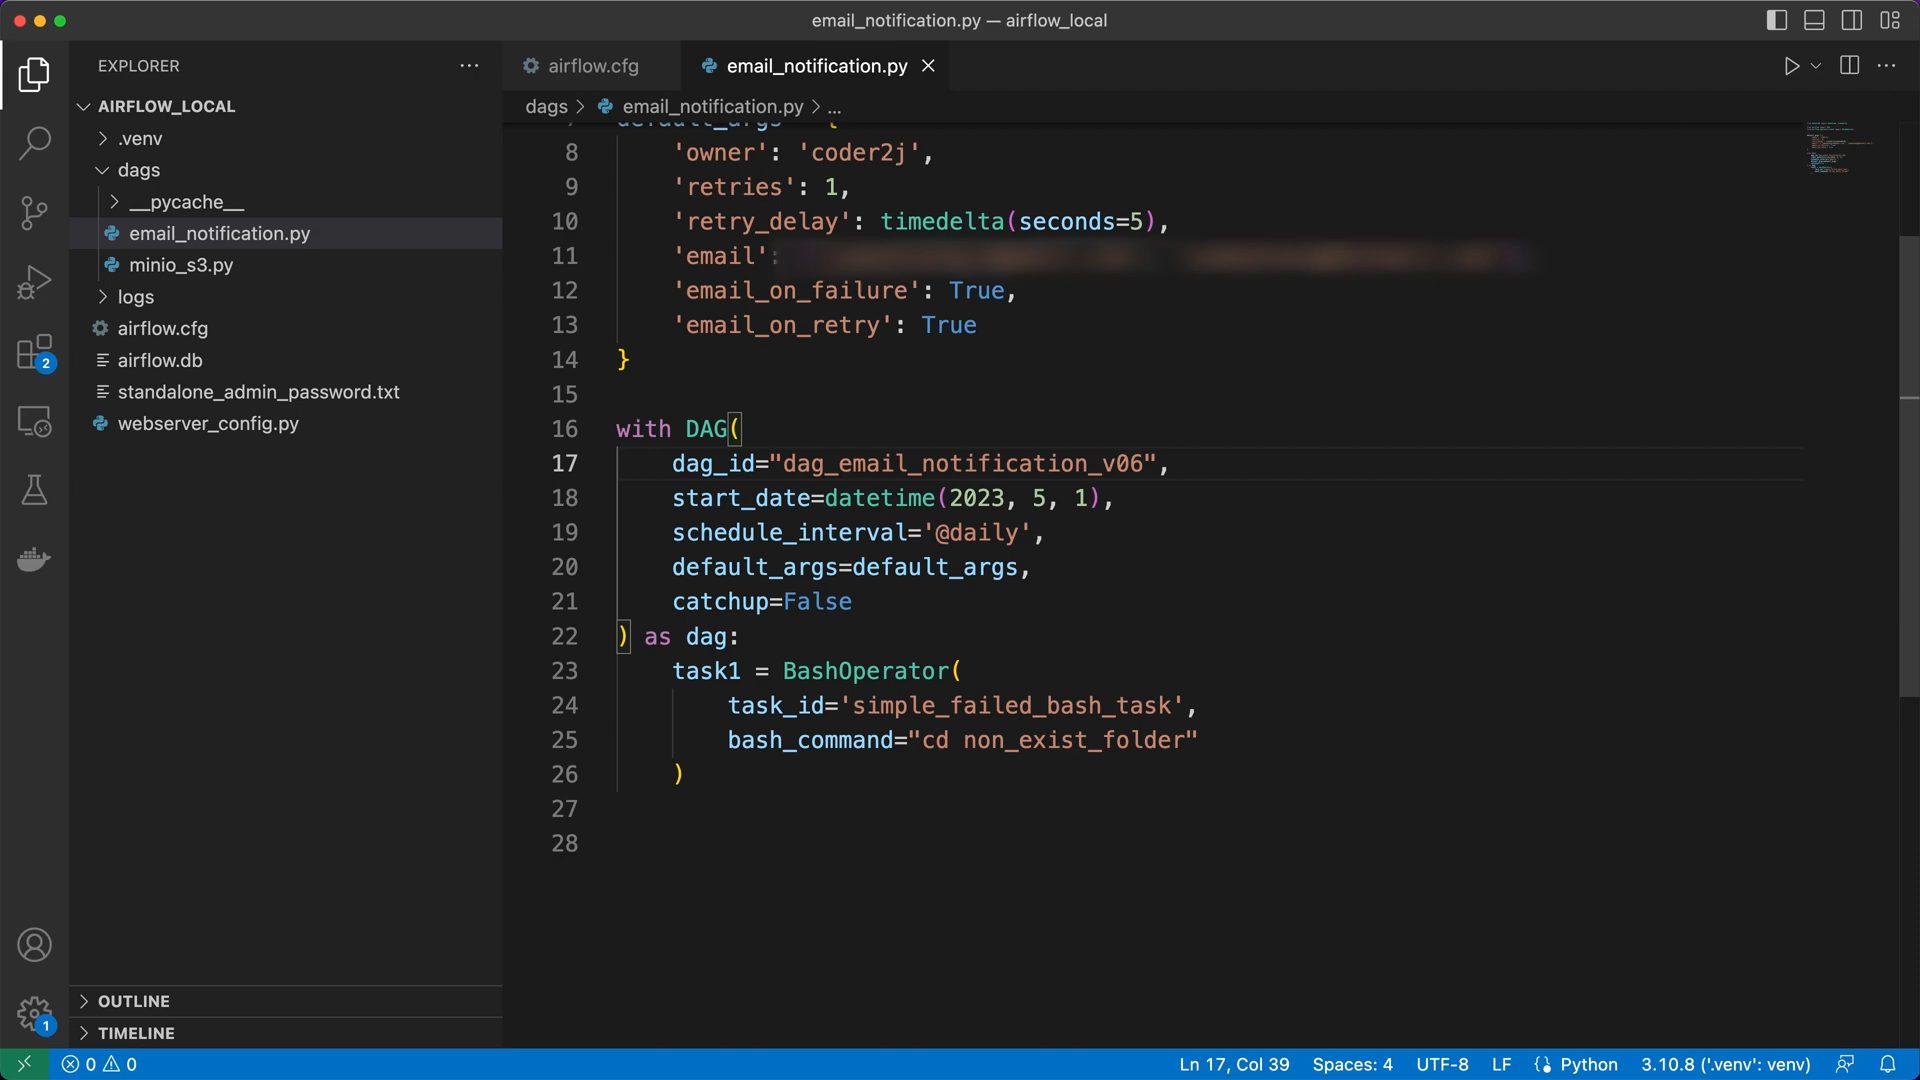 email_notification.py — airflow_local
EXPLORER
AIRFLOW_LOCAL
.venv
dags
__pycache__
email_notification.py
minio_s3.py
logs
airflow.cfg
airflow.db
standalone_admin_password.txt
webserver_config.py
OUTLINE
TIMELINE
2
1
airflow.cfg
email_notification.py
dags > email_notification.py > ...
default_args {
8 'owner': 'coder2j',
9 'retries': 1,
10 'retry_delay': timedelta(seconds=5),
11 'email':
12 'email_on_failure': True,
13 'email_on_retry': True
14 }
15
16 with DAG(
17 dag_id="dag_email_notification_v06",
18 start_date=datetime(2023, 5, 1),
19 schedule_interval='@daily',
20 default_args=default_args,
21 catchup=False
22 ) as dag:
23 task1 = BashOperator(
24 task_id='simple_failed_bash_task',
25 bash_command="cd non_exist_folder"
26 )
27
28
0 0 Ln 17, Col 39 Spaces: 4 UTF-8 LF Python 3.10.8 ('.venv': venv)